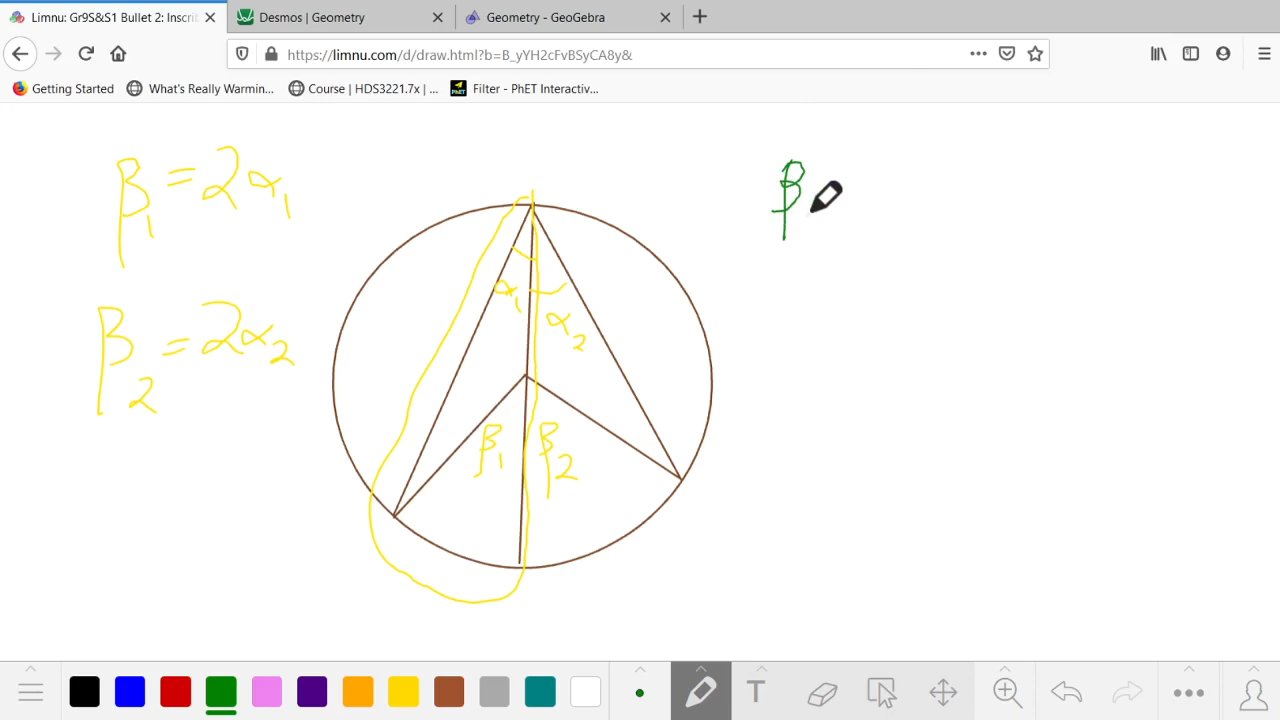 Limnu: Gr9S&S1 Bullet 2: Inscrib
Desmos | Geometry
Geometry - GeoGebra
https://limnu.com/d/draw.html?b=B_yYH2cFvBSyCA8y&
Getting Started
What's Really Warmin...
Course | HDS3221.7x | ...
Filter - PhET Interactiv...
β₁ = 2α₁
β
α₁
α₂
β₂ = 2α₂
β₁
β₂
T